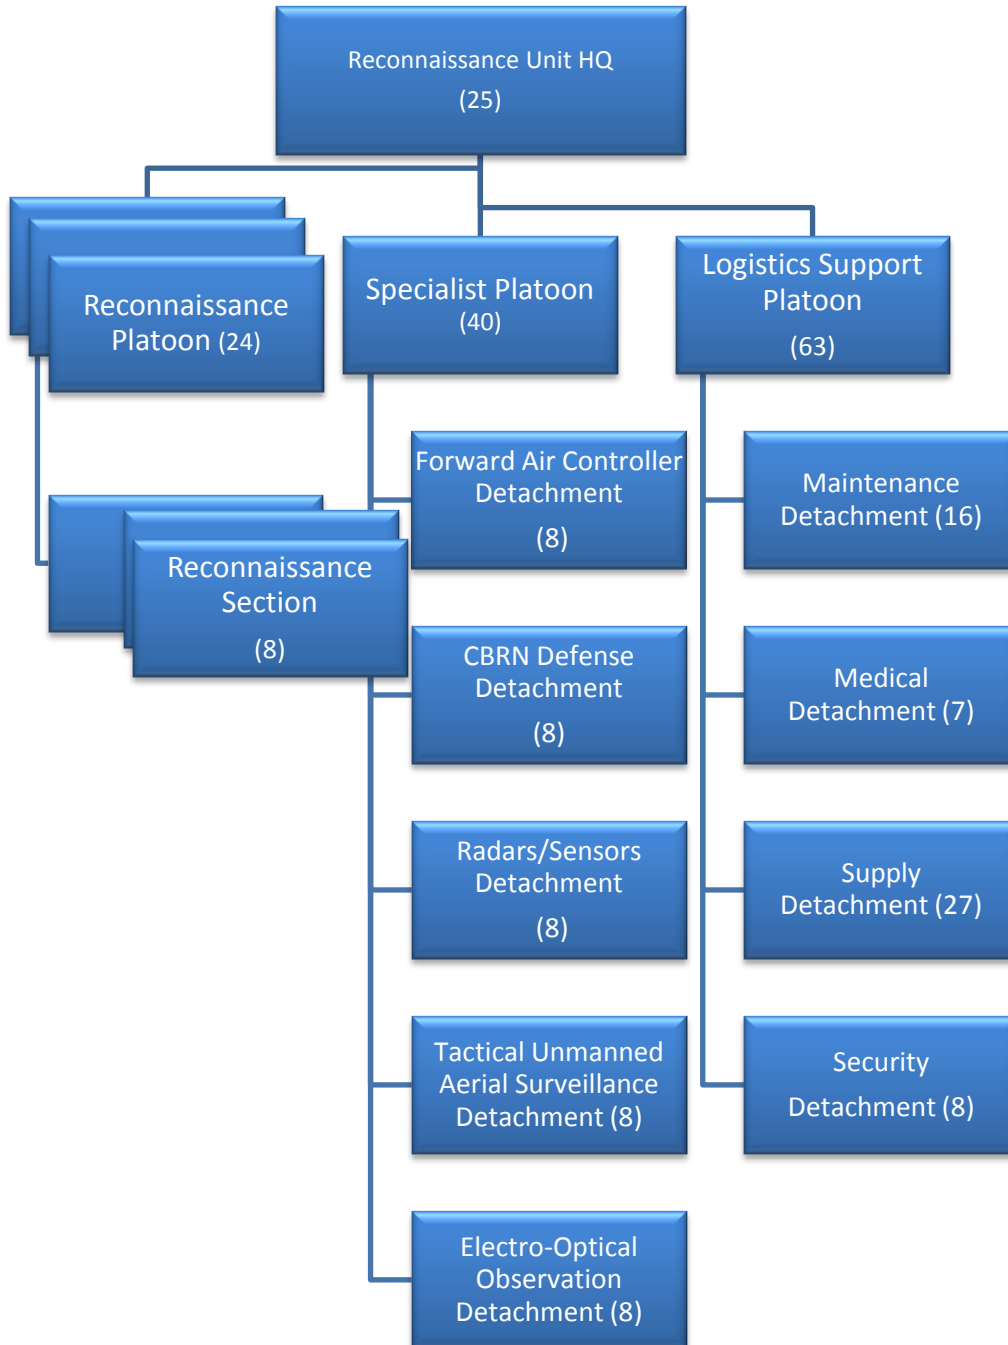 Reconnaissance Unit HQ
(25)
Reconnaissance
Platoon (24)
Reconnaissance
Section
(8)
Specialist Platoon
(40)
Forward Air Controller
Detachment
(8)
CBRN Defense
Detachment
(8)
Radars/Sensors
Detachment
(8)
Tactical Unmanned
Aerial Surveillance
Detachment (8)
Electro-Optical
Observation
Detachment (8)
Logistics Support
Platoon
(63)
Maintenance
Detachment (16)
Medical
Detachment (7)
Supply
Detachment (27)
Security
Detachment (8)